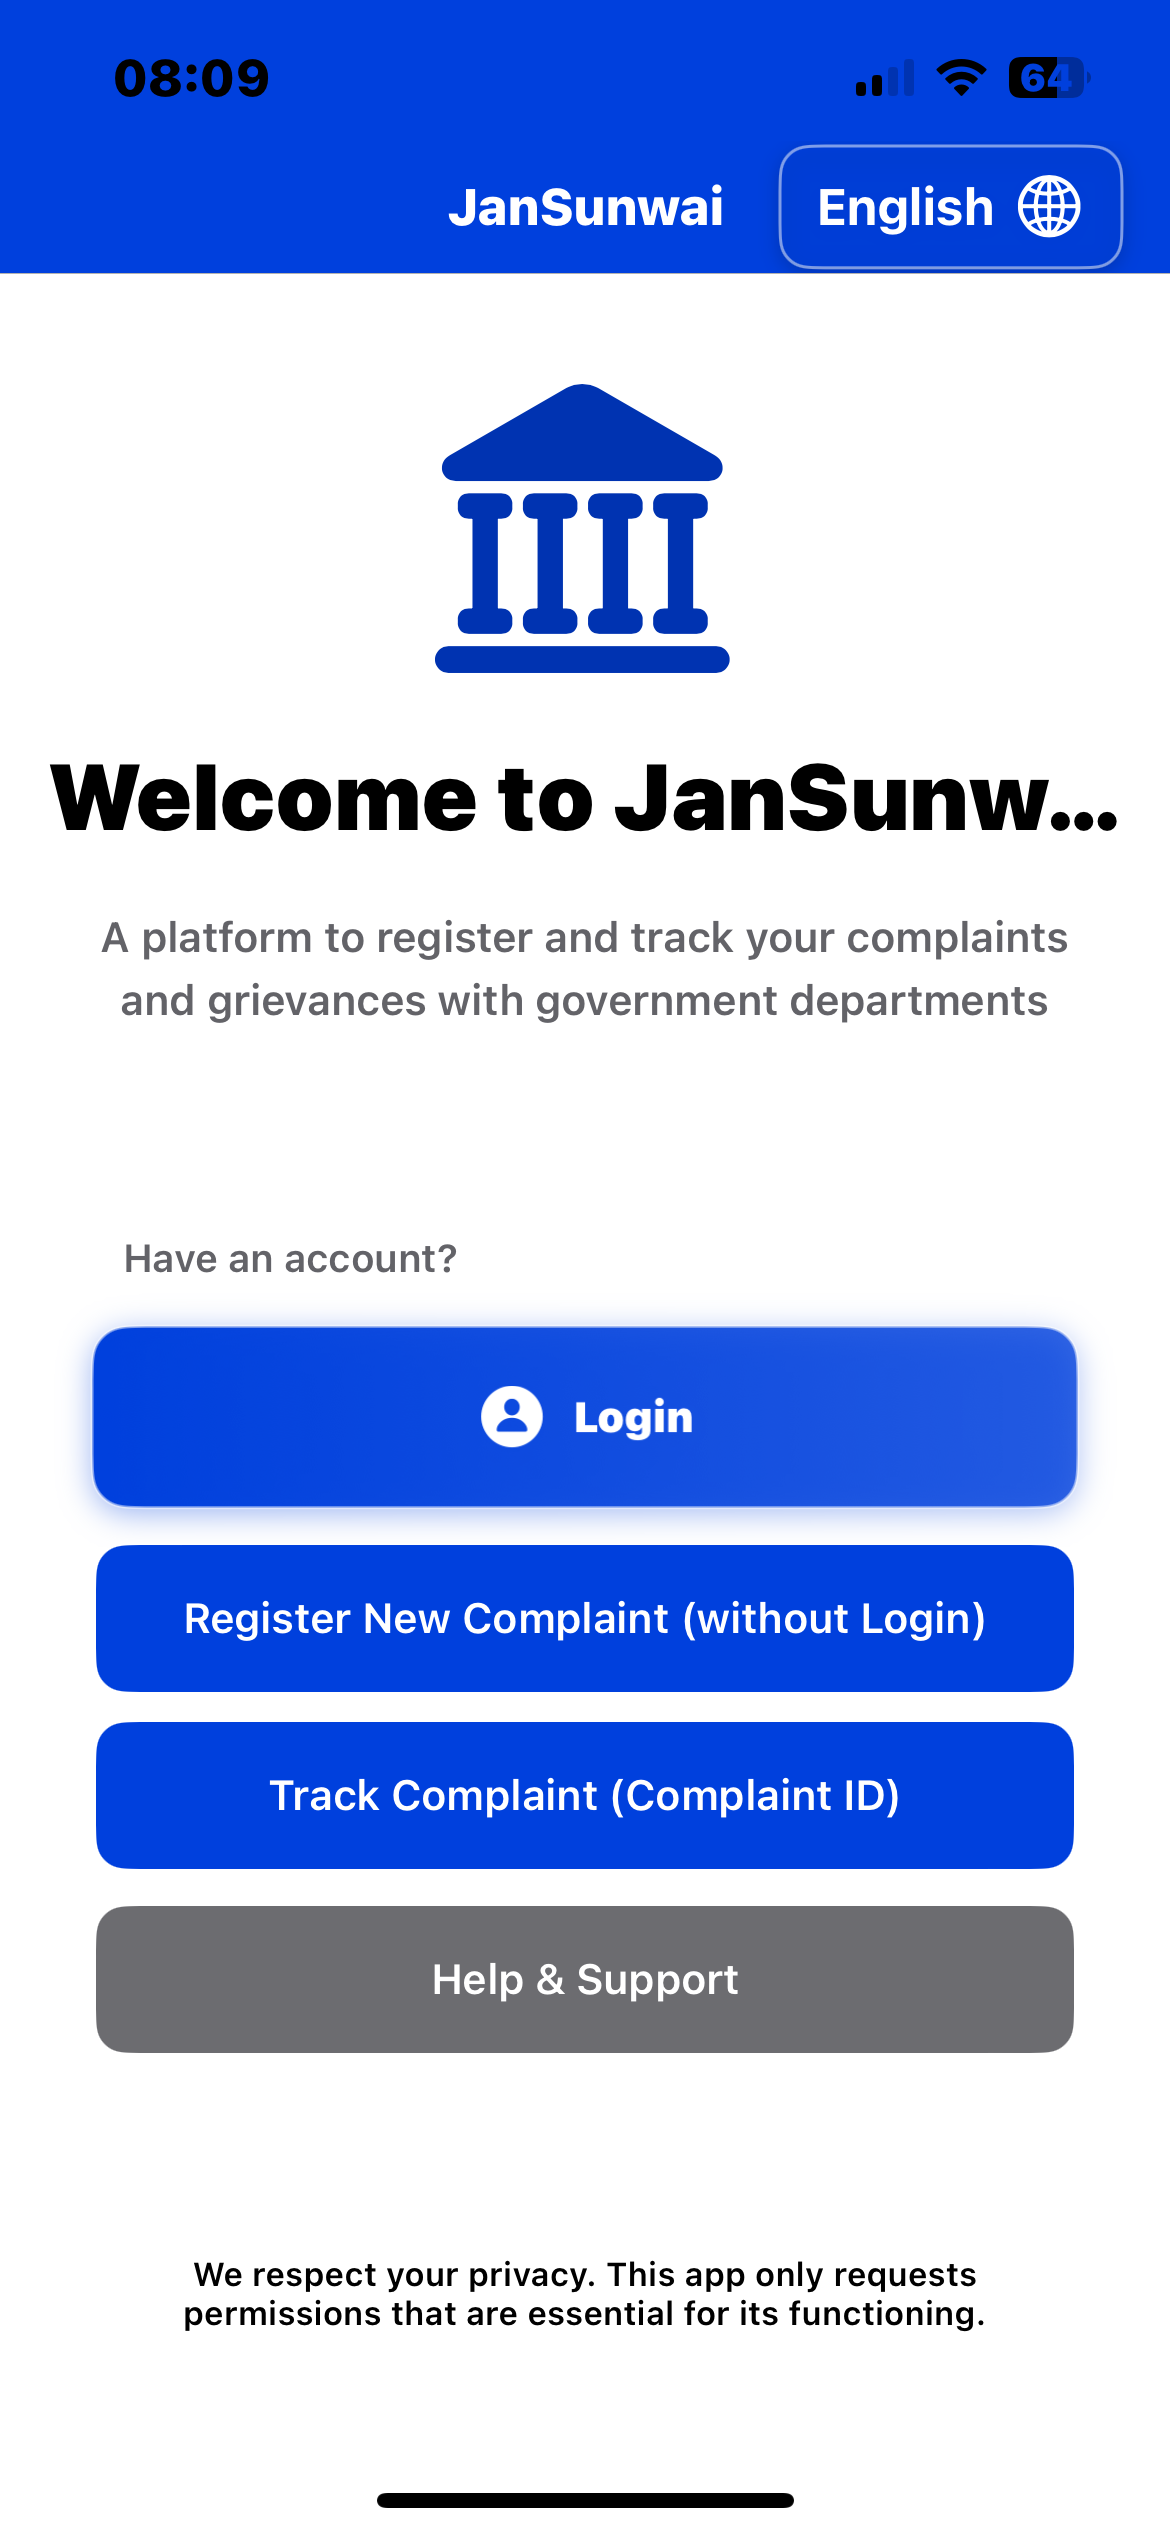 08:09
64
JanSunwai
English
Welcome to JanSunw...
A platform to register and track your complaints
and grievances with government departments
Have an account?
Login
Register New Complaint (without Login)
Track Complaint (Complaint ID)
Help & Support
We respect your privacy. This app only requests
permissions that are essential for its functioning.